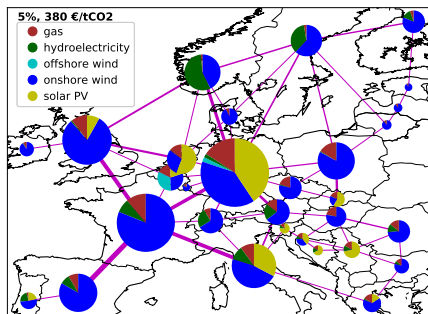 5%, 380 €/tCO2
gas
hydroelectricity
offshore wind
onshore wind
solar PV